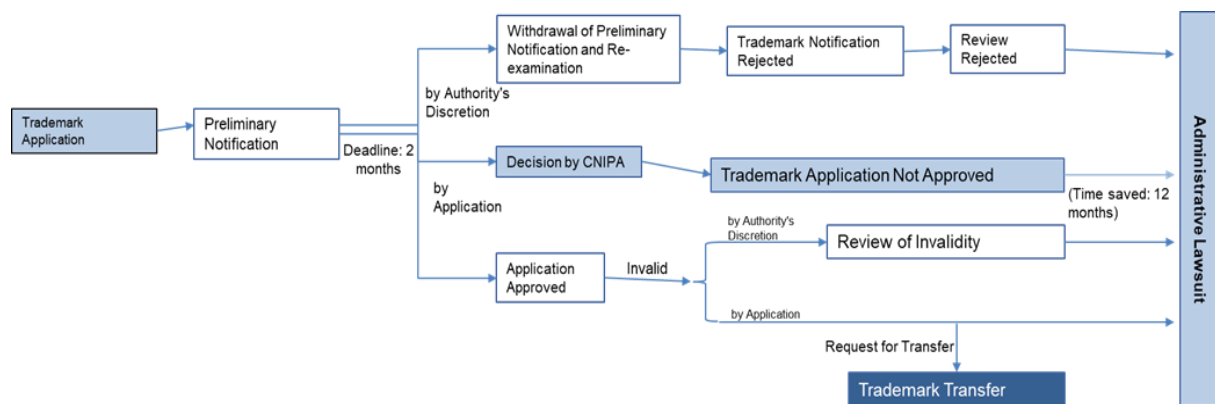 Trademark
Application
Preliminary
Notification
Deadline: 2
months
by Authority's
Discretion
by
Application
Withdrawal of Preliminary
Notification and Re-
examination
Trademark Notification
Rejected
Review
Rejected
Decision by CNIPA
Trademark Application Not Approved
(Time saved: 12
months)
Application
Approved
Invalid
by Authority's
Discretion
Review of Invalidity
by Application
Request for Transfer
Trademark Transfer
Administrative Lawsuit